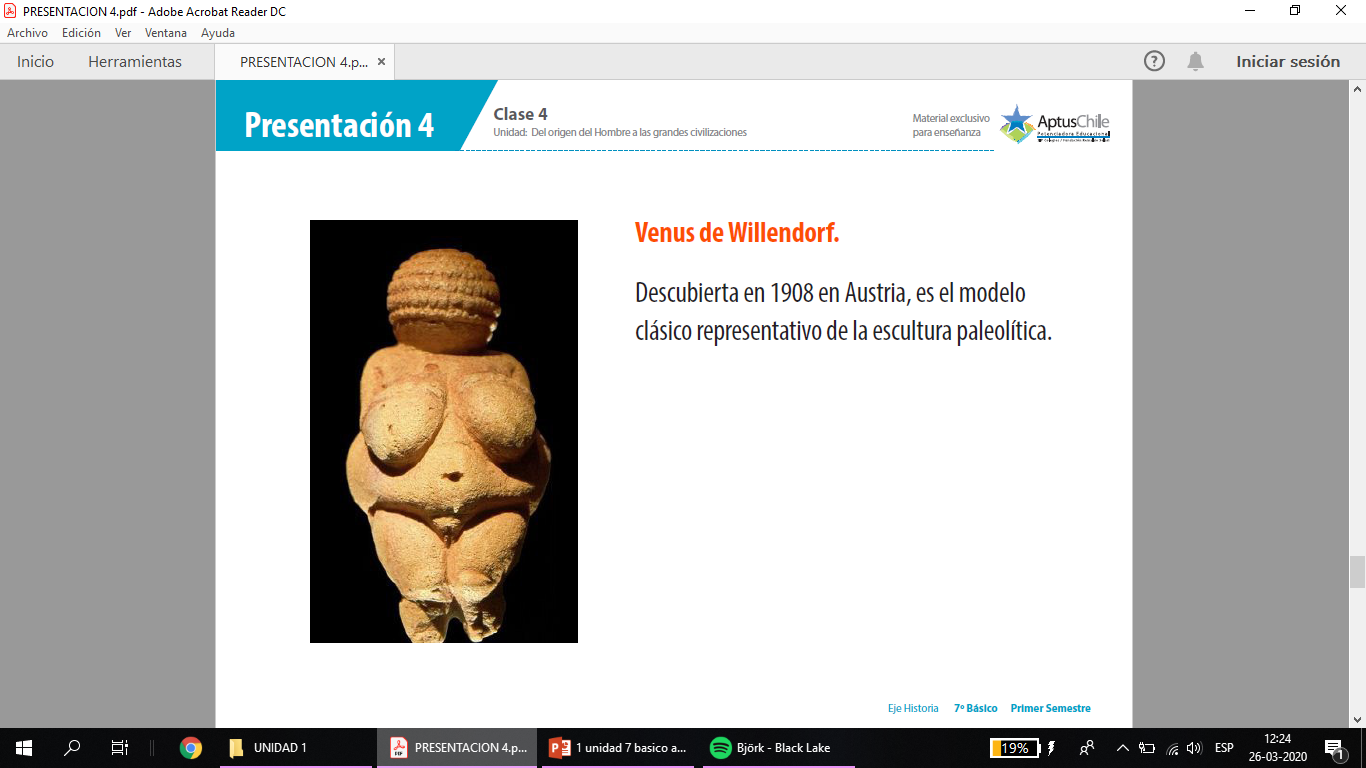 PRESENTACION 4.pdf - Adobe Acrobat Reader DC
Archivo Edición Ver Ventana Ayuda
Inicio Herramientas PRESENTACION 4.p... × ? Iniciar sesión
Presentación 4
Clase 4
Unidad: Del origen del Hombre a las grandes civilizaciones
Material exclusivo
para enseñanza
AptusChile
Potenciadora Educacional
Venus de Willendorf.
Descubierta en 1908 en Austria, es el modelo
clásico representativo de la escultura paleolítica.
Eje Historia 7º Básico Primer Semestre
UNIDAD 1
PRESENTACION 4.p...
1 unidad 7 basico a...
Björk - Black Lake
19%
ESP
12:24
26-03-2020
1